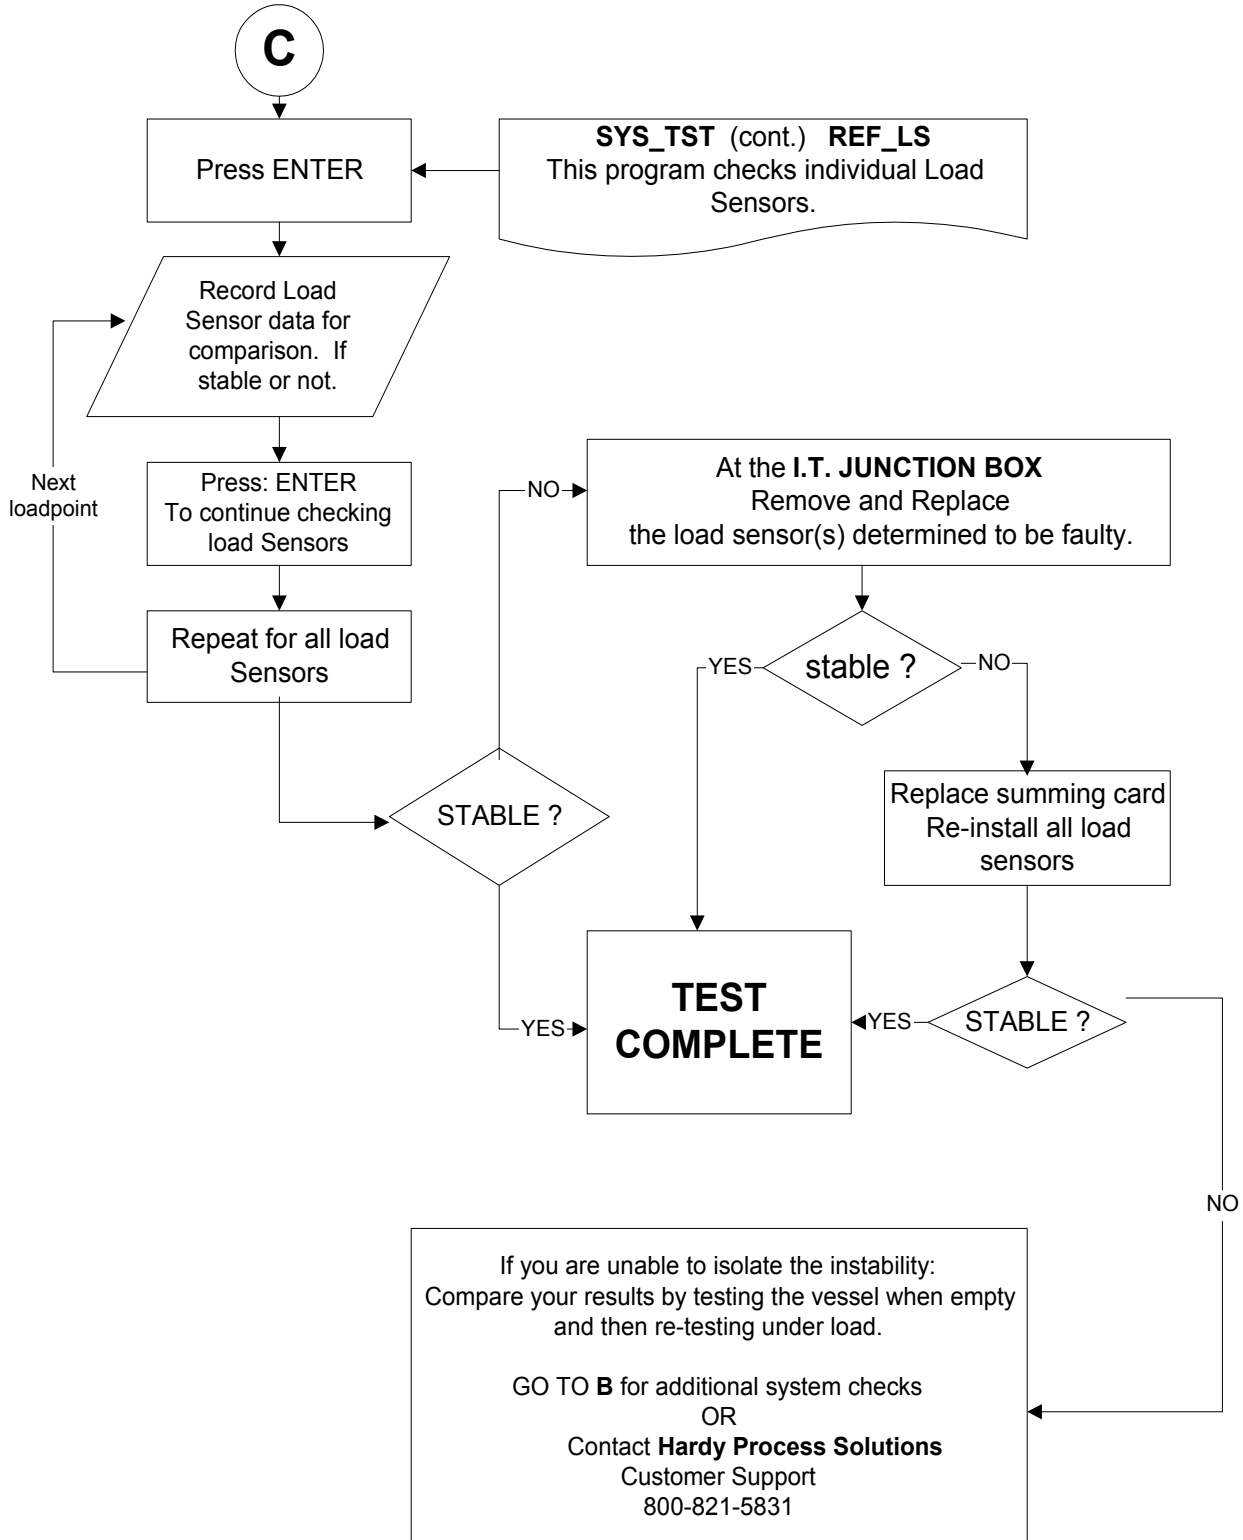 C
Press ENTER
SYS_TST (cont.) REF_LS
This program checks individual Load
Sensors.
Record Load
Sensor data for
comparison. If
stable or not.
Next
loadpoint
Press: ENTER
To continue checking
load Sensors
Repeat for all load
Sensors
STABLE ?
NO
At the I.T. JUNCTION BOX
Remove and Replace
the load sensor(s) determined to be faulty.
YES
stable ?
NO
Replace summing card
Re-install all load
sensors
YES
TEST
COMPLETE
YES
STABLE ?
NO
If you are unable to isolate the instability:
Compare your results by testing the vessel when empty
and then re-testing under load.
GO TO B for additional system checks
OR
Contact Hardy Process Solutions
Customer Support
800-821-5831